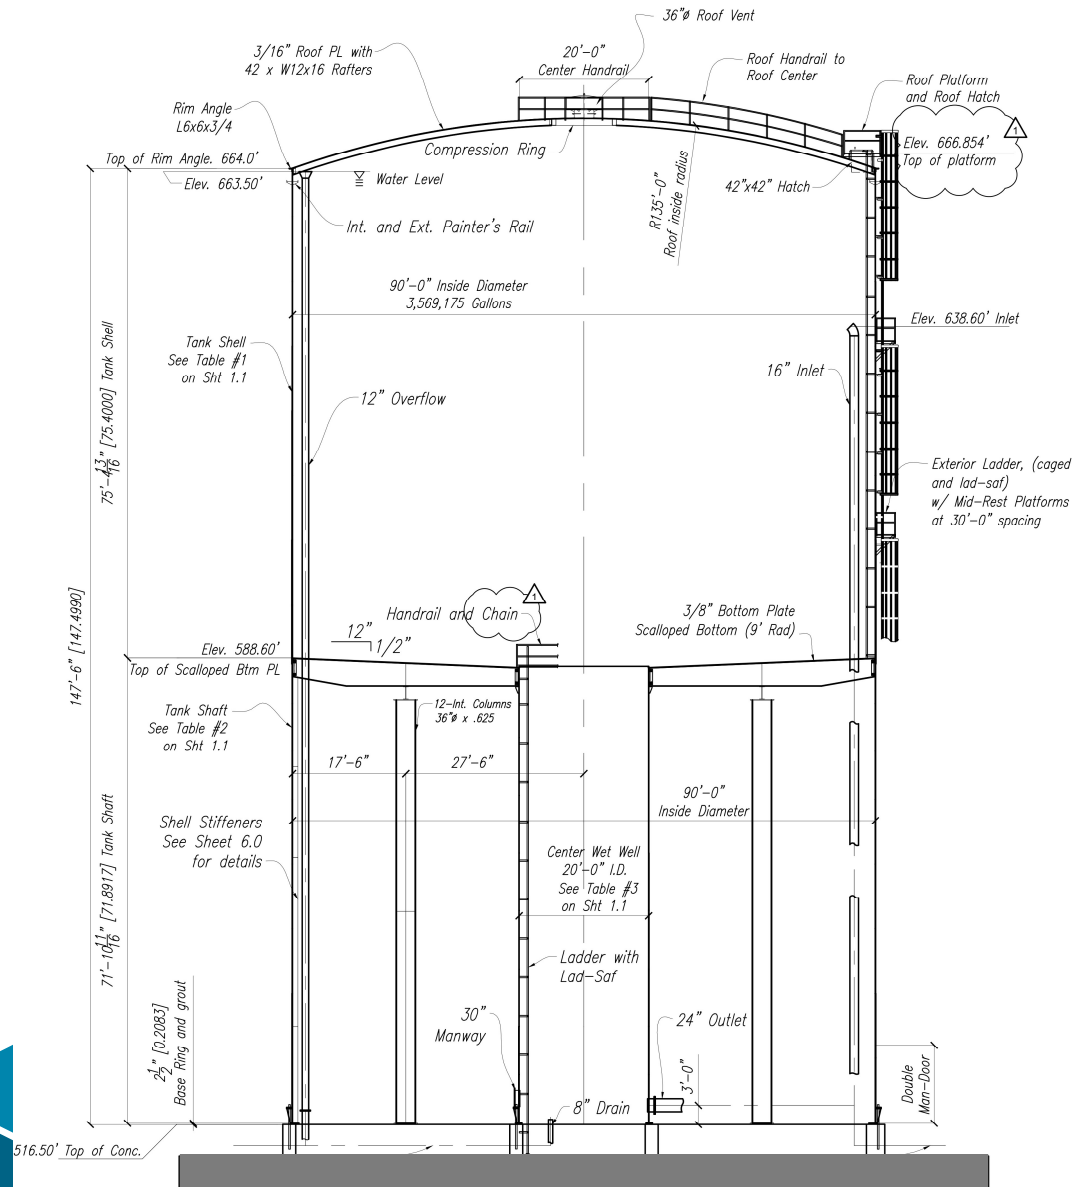 36"ø Roof Vent
3/16" Roof PL with
42 x W12x16 Rafters
20'-0"
Center Handrail
Roof Handrail to
Roof Center
Roof Platform
and Roof Hatch
Rim Angle
L6x6x3/4
1
Elev. 666.854'
Top of platform
Compression Ring
Top of Rim Angle. 664.0'
Elev. 663.50'
Water Level
42"x42" Hatch
R135'-0"
Roof inside radius
Int. and Ext. Painter's Rail
90'-0" Inside Diameter
3,569,175 Gallons
Elev. 638.60' Inlet
Tank Shell
See Table #1
on Sht 1.1
16" Inlet
12" Overflow
75'-4 13/16" [75.4000] Tank Shell
Exterior Ladder, (caged
and lad-saf)
w/ Mid-Rest Platforms
at 30'-0" spacing
147'-6" [147.4990]
1
Handrail and Chain
3/8" Bottom Plate
Scalloped Bottom (9' Rad)
12"
1/2"
Elev. 588.60'
Top of Scalloped Btm PL
12-Int. Columns
36"ø x .625
Tank Shaft
See Table #2
on Sht 1.1
17'-6"
27'-6"
90'-0"
Inside Diameter
Shell Stiffeners
See Sheet 6.0
for details
Center Wet Well
20'-0" I.D.
See Table #3
on Sht 1.1
71'-10 11/16" [71.8917] Tank Shaft
Ladder with
Lad-Saf
2 1/2" [0.2083]
Base Ring and grout
30"
Manway
24" Outlet
3'-0"
Double
Man-Door
8" Drain
516.50' Top of Conc.